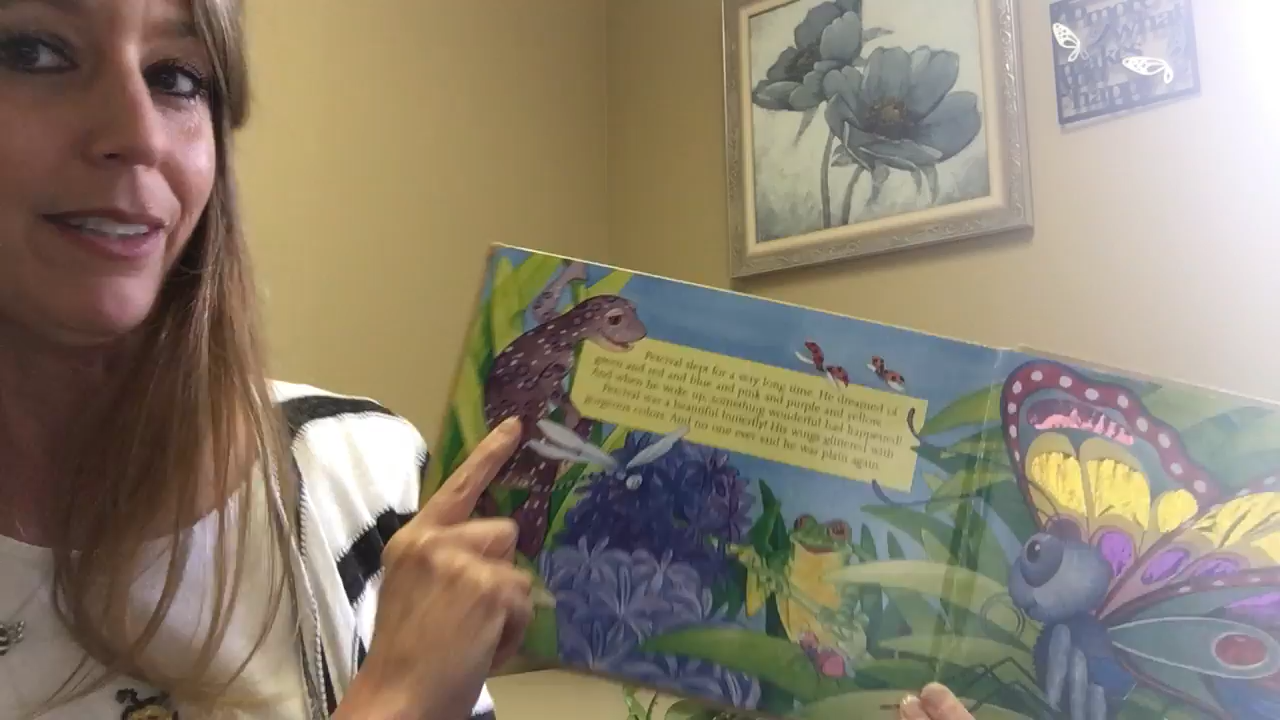 Percival slept for a very long time. He dreamed of
green and red and blue and pink and purple and yellow.
And when he woke up, something wonderful had happened!
Percival was a beautiful butterfly! His wings glittered with
gorgeous colors. And no one ever said he was plain again.